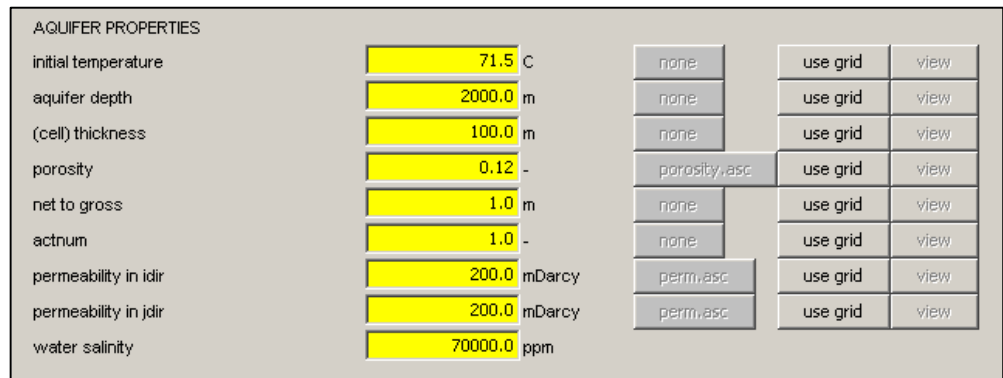 AQUIFER PROPERTIES
initial temperature 71.5 C none use grid view
aquifer depth 2000.0 m none use grid view
(cell) thickness 100.0 m none use grid view
porosity 0.12 - porosity.asc use grid view
net to gross 1.0 m none use grid view
actnum 1.0 - none use grid view
permeability in idir 200.0 mDarcy perm.asc use grid view
permeability in jdir 200.0 mDarcy perm.asc use grid view
water salinity 70000.0 ppm